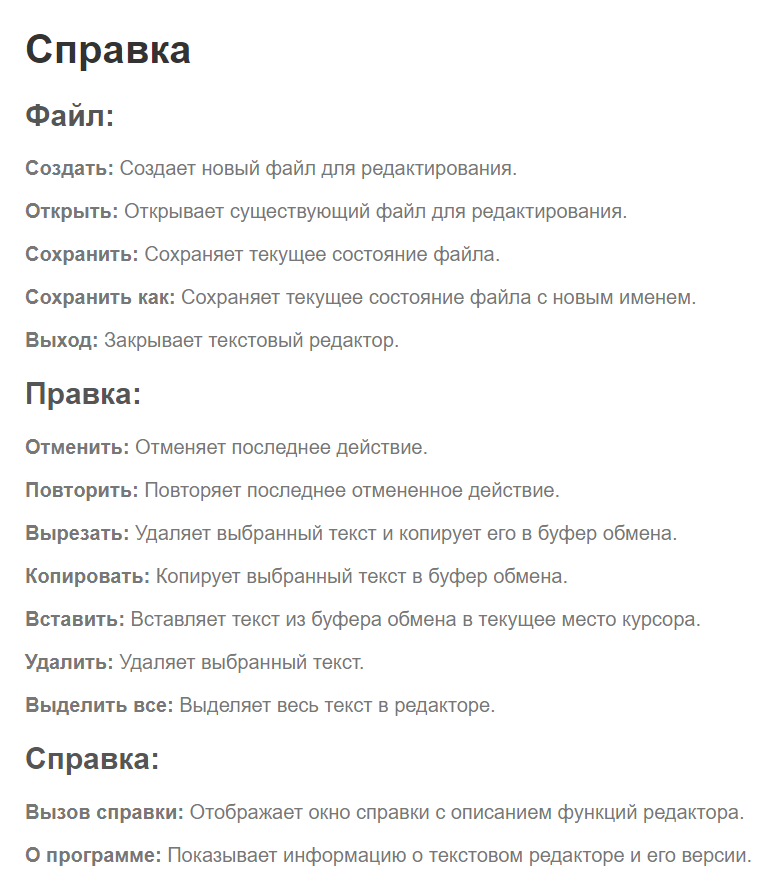 Справка
Файл:
Создать: Создает новый файл для редактирования.
Открыть: Открывает существующий файл для редактирования.
Сохранить: Сохраняет текущее состояние файла.
Сохранить как: Сохраняет текущее состояние файла с новым именем.
Выход: Закрывает текстовый редактор.
Правка:
Отменить: Отменяет последнее действие.
Повторить: Повторяет последнее отмененное действие.
Вырезать: Удаляет выбранный текст и копирует его в буфер обмена.
Копировать: Копирует выбранный текст в буфер обмена.
Вставить: Вставляет текст из буфера обмена в текущее место курсора.
Удалить: Удаляет выбранный текст.
Выделить все: Выделяет весь текст в редакторе.
Справка:
Вызов справки: Отображает окно справки с описанием функций редактора.
О программе: Показывает информацию о текстовом редакторе и его версии.